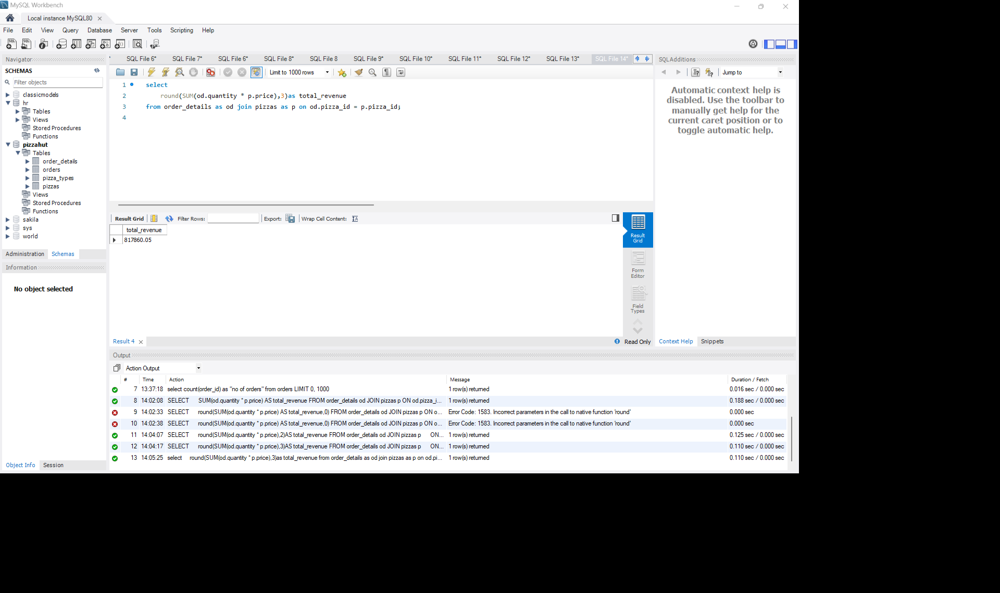 MySQL Workbench
Local instance MySQL80
File Edit View Query Database Server Tools Scripting Help
Navigator
SCHEMAS
Filter objects
classicmodels
hr
Tables
Views
Stored Procedures
Functions
pizzahut
Tables
order_details
orders
pizza_types
pizzas
Views
Stored Procedures
Functions
sakila
sys
world
Administration Schemas
Information
No object selected
Object Info Session
SQL File 6* SQL File 7* SQL File 6* SQL File 8* SQL File 8 SQL File 9* SQL File 10* SQL File 11* SQL File 12* SQL File 13* SQL File 14*
Limit to 1000 rows
1 select
2 round(SUM(od.quantity * p.price),3)as total_revenue
3 from order_details as od join pizzas as p on od.pizza_id = p.pizza_id;
4
Result Grid Filter Rows: Export: Wrap Cell Content:
total_revenue
817860.05
Result Grid
Form Editor
Field Types
Result 4 Read Only
SQLAdditions
Jump to
Automatic context help is
disabled. Use the toolbar to
manually get help for the
current caret position or to
toggle automatic help.
Context Help Snippets
Output
Action Output
# Time Action Message Duration / Fetch
7 13:37:18 select count(order_id) as "no of orders" from orders LIMIT 0, 1000 1 row(s) returned 0.016 sec / 0.000 sec
8 14:02:08 SELECT SUM(od.quantity * p.price) AS total_revenue FROM order_details od JOIN pizzas p ON od.pizza_i... 1 row(s) returned 0.188 sec / 0.000 sec
9 14:02:33 SELECT round(SUM(od.quantity * p.price) AS total_revenue,0) FROM order_details od JOIN pizzas p ON o... Error Code: 1583. Incorrect parameters in the call to native function 'round' 0.000 sec
10 14:02:38 SELECT round(SUM(od.quantity * p.price) AS total_revenue,0) FROM order_details od JOIN pizzas p ON o... Error Code: 1583. Incorrect parameters in the call to native function 'round' 0.000 sec
11 14:04:07 SELECT round(SUM(od.quantity * p.price),2)AS total_revenue FROM order_details od JOIN pizzas p ON... 1 row(s) returned 0.125 sec / 0.000 sec
12 14:04:17 SELECT round(SUM(od.quantity * p.price),3)AS total_revenue FROM order_details od JOIN pizzas p ON... 1 row(s) returned 0.110 sec / 0.000 sec
13 14:05:25 select round(SUM(od.quantity * p.price),3)as total_revenue from order_details as od join pizzas as p on od.pi... 1 row(s) returned 0.110 sec / 0.000 sec